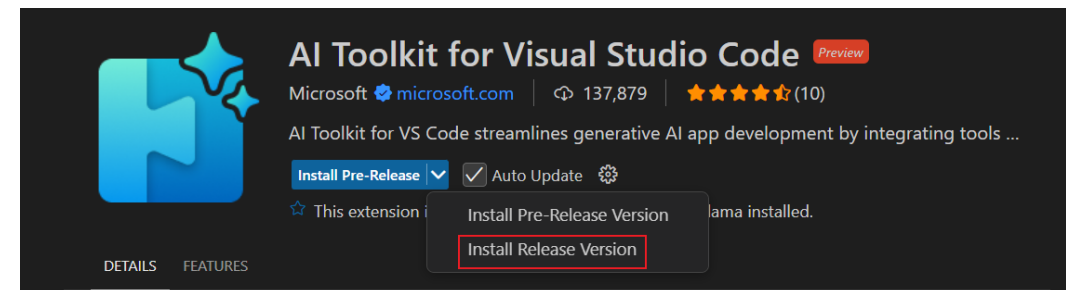 AI Toolkit for Visual Studio Code Preview
Microsoft microsoft.com 137,879 (10)
AI Toolkit for VS Code streamlines generative AI app development by integrating tools ...
Install Pre-Release Auto Update
This extension i
Install Pre-Release Version
lama installed.
Install Release Version
DETAILS FEATURES